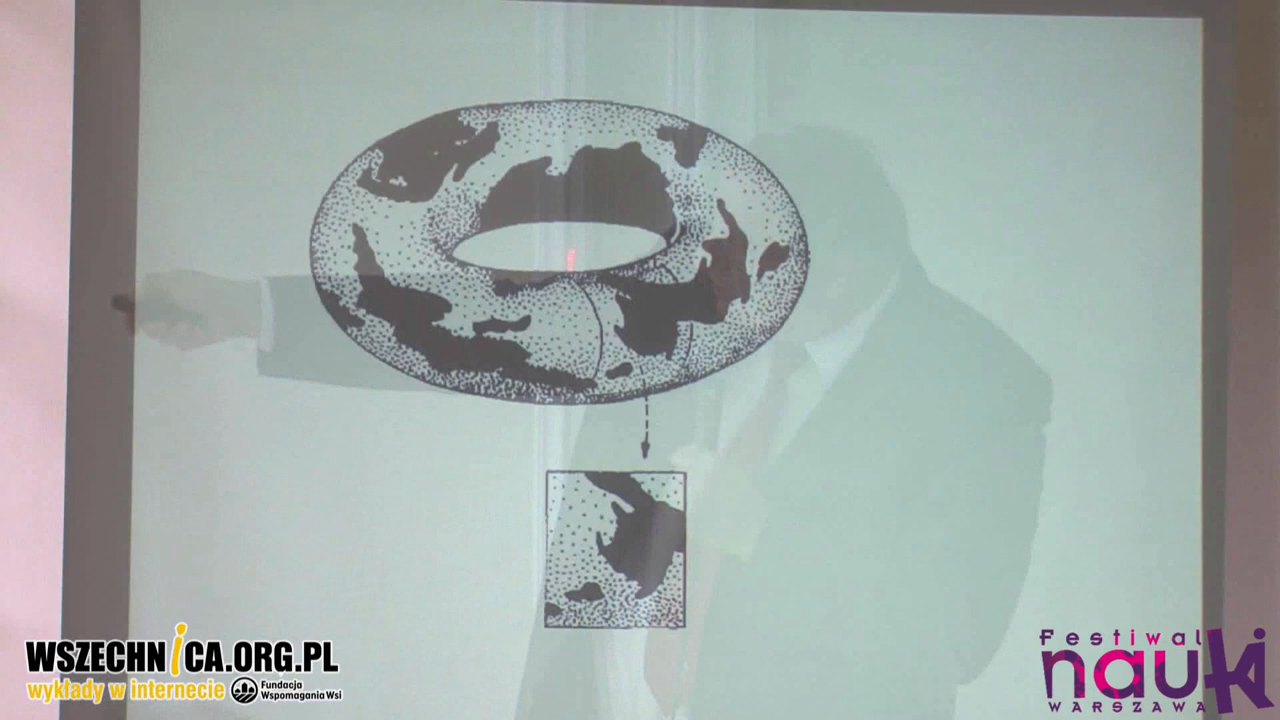 WSZECHNICA.ORG.PL
wykłady w internecie
Fundacja
Wspomagania Wsi
Festiwal
nauki
WARSZAWA